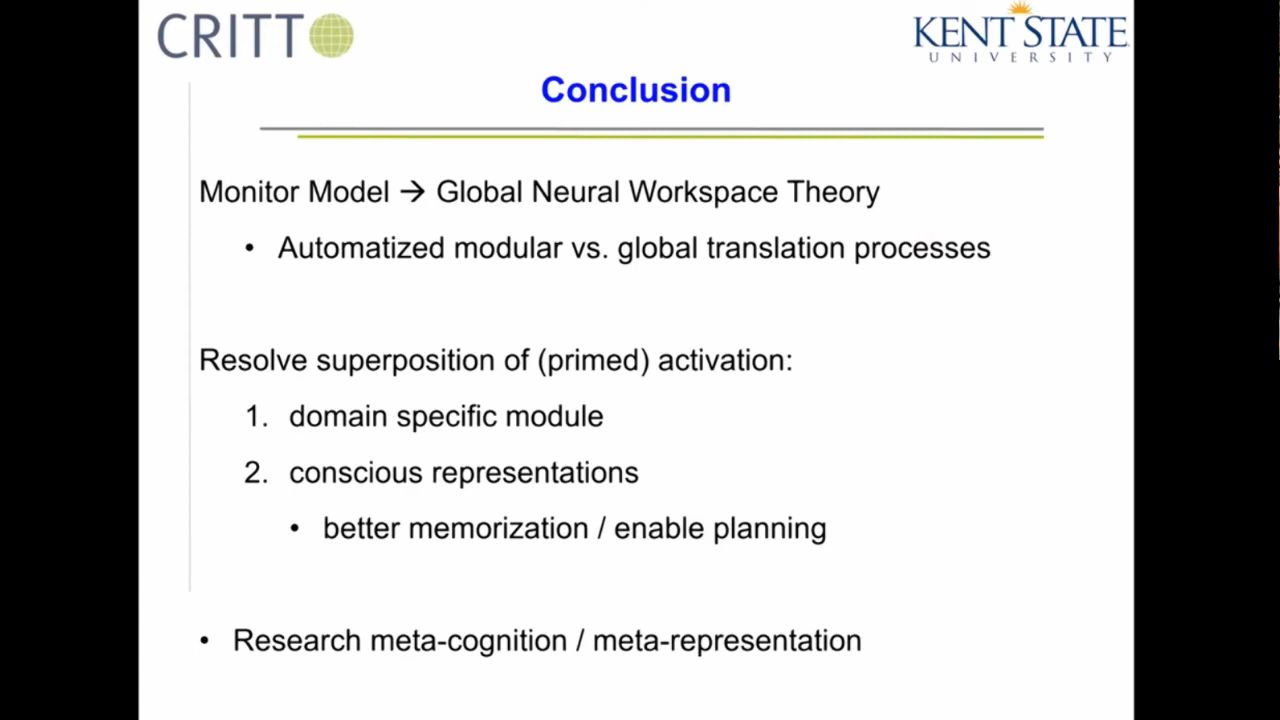 CRITT
KENT STATE
UNIVERSITY
Conclusion
Monitor Model → Global Neural Workspace Theory
• Automatized modular vs. global translation processes
Resolve superposition of (primed) activation:
1. domain specific module
2. conscious representations
• better memorization / enable planning
• Research meta-cognition / meta-representation